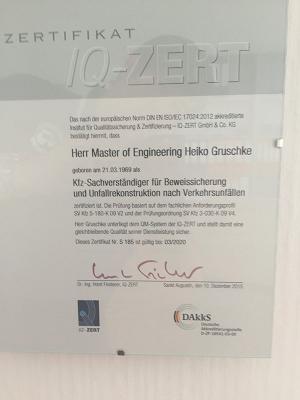 ZERTIFIKAT
IQ-ZERT
Das nach der europäischen Norm DIN EN ISO/IEC 17024:2012 akkreditierte
Institut für Qualitätssicherung & Zertifizierung – IQ-ZERT GmbH & Co. KG
bestätigt hiermit, dass
Herr Master of Engineering Heiko Gruschke
geboren am 21.03.1969 als
Kfz-Sachverständiger für Beweissicherung
und Unfallrekonstruktion nach Verkehrsunfällen
zertifiziert ist. Die Prüfung basiert auf dem fachlichen Anforderungsprofil
SV Kfz S-180-K 09 V2 und der Prüfungsordnung SV Kfz 3-030-K 09 V4.
Herr Gruschke unterliegt dem QM-System der IQ-ZERT und stellt damit eine
gleichbleibende Qualität seiner Dienstleistung sicher.
Dieses Zertifikat Nr. S 185 ist gültig bis: 03/2020
Dr.-Ing. Horst IQ-ZERT
Sankt Augustin, den 10. Dezember 2015
IQ-ZERT
DAkkS
Deutsche
Akkreditierungsstelle